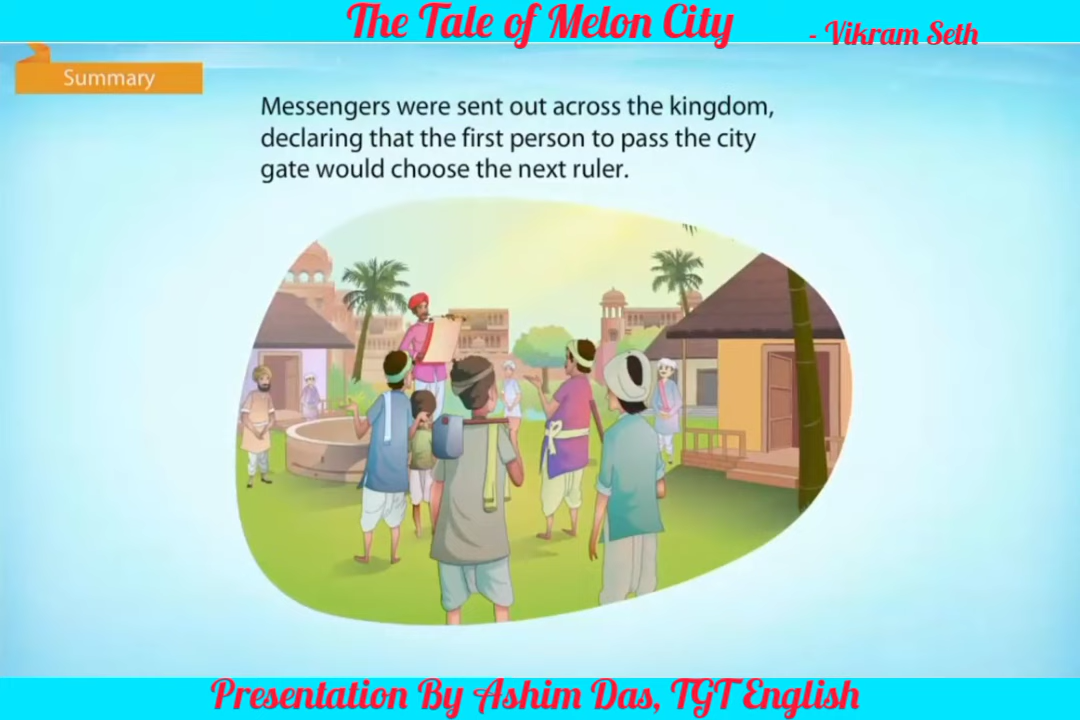 The Tale of Melon City
- Vikram Seth
Summary
Messengers were sent out across the kingdom,
declaring that the first person to pass the city
gate would choose the next ruler.
Presentation By Ashim Das, TGT English